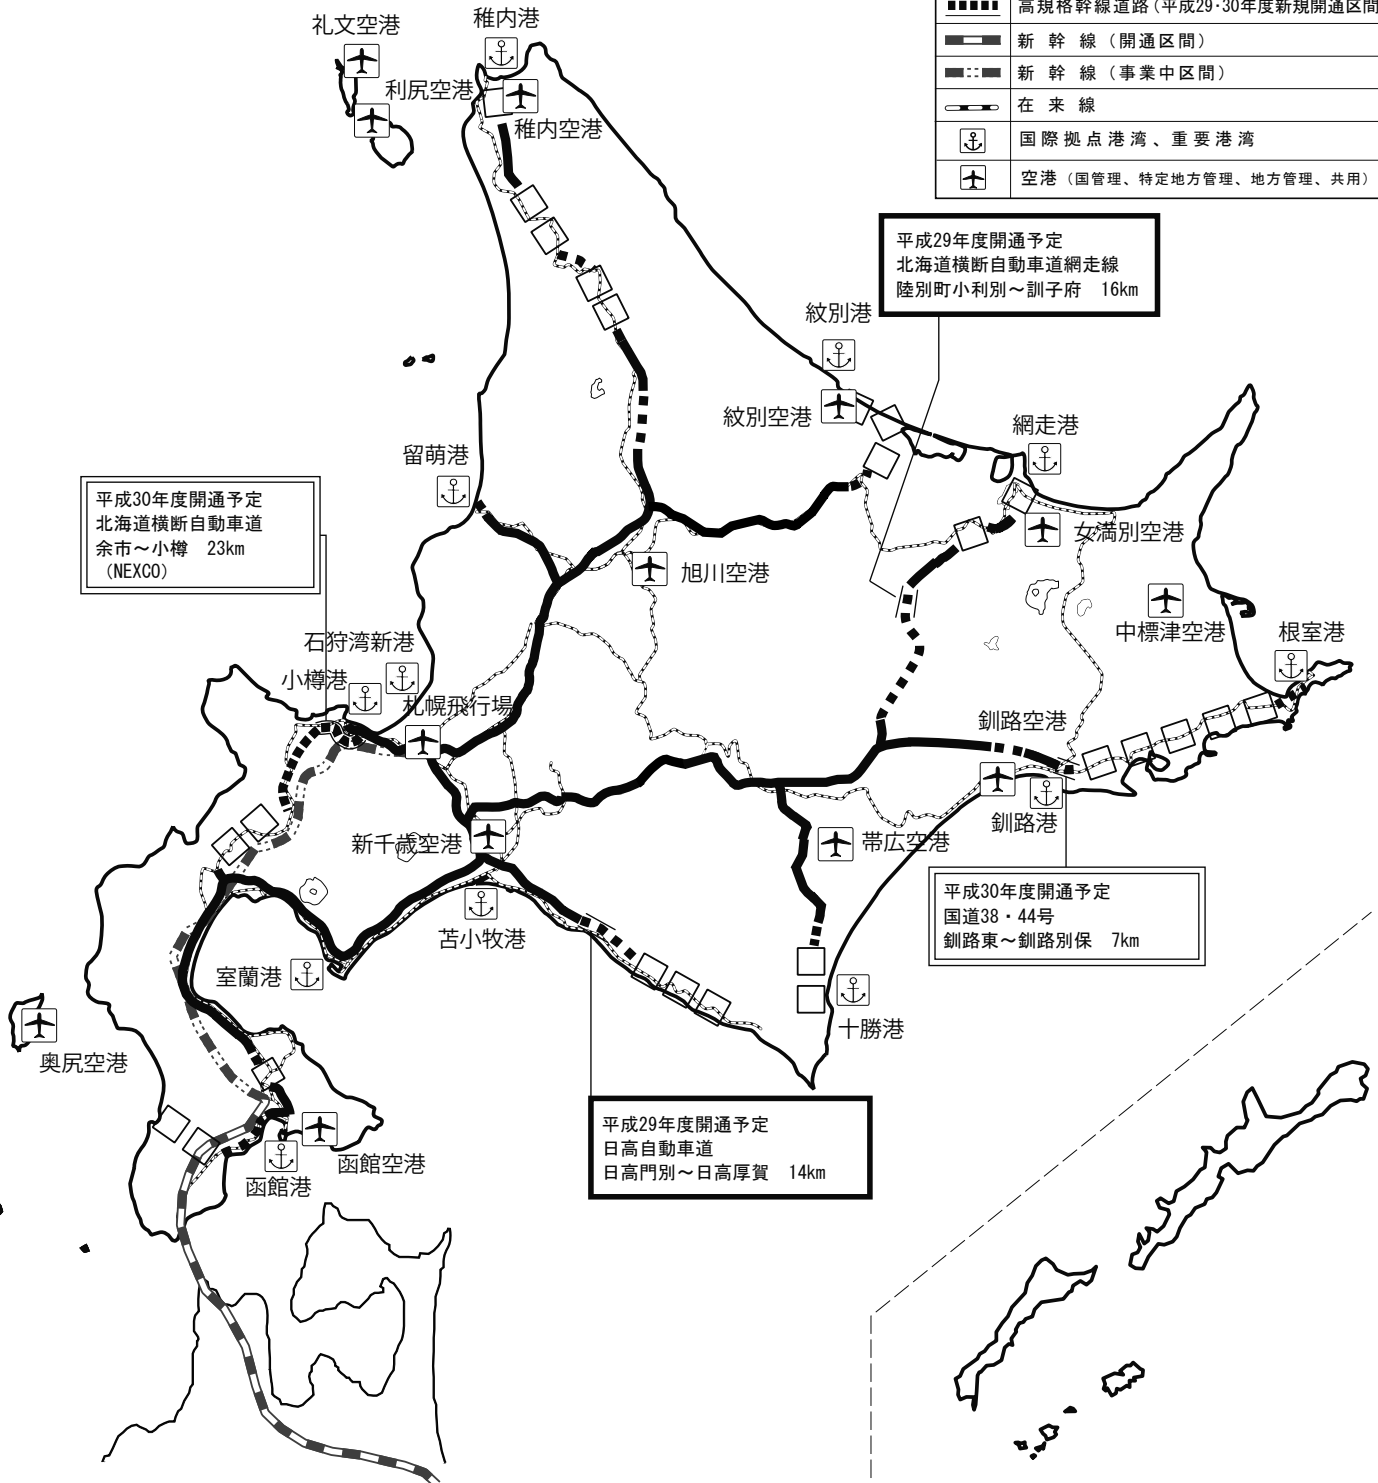 高規格幹線道路（平成29･30年度新規開通区間
新幹線（開通区間）
新幹線（事業中区間）
在来線
国際拠点港湾、重要港湾
空港（国管理、特定地方管理、地方管理、共用）
礼文空港
稚内港
利尻空港
稚内空港
平成29年度開通予定
北海道横断自動車道網走線
陸別町小利別～訓子府　16km
紋別港
紋別空港
網走港
留萌港
女満別空港
平成30年度開通予定
北海道横断自動車道
余市～小樽　23km
（NEXCO）
旭川空港
中標津空港
根室港
石狩湾新港
小樽港
札幌飛行場
釧路空港
釧路港
新千歳空港
帯広空港
平成30年度開通予定
国道38・44号
釧路東～釧路別保　7km
苫小牧港
室蘭港
十勝港
奥尻空港
平成29年度開通予定
日高自動車道
日高門別～日高厚賀　14km
函館空港
函館港